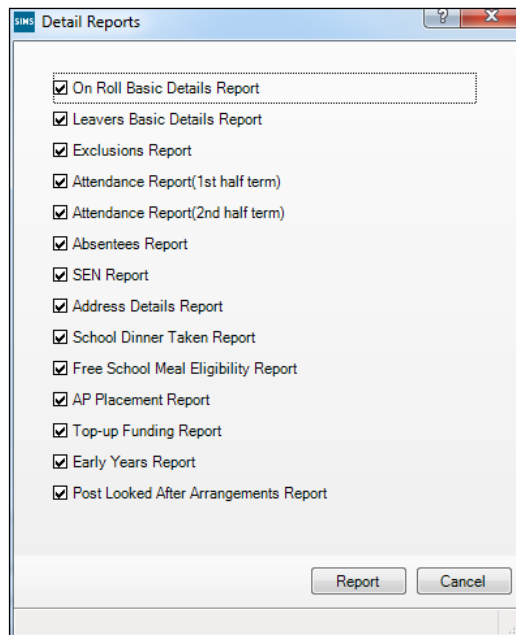 SIMS Detail Reports
On Roll Basic Details Report
Leavers Basic Details Report
Exclusions Report
Attendance Report(1st half term)
Attendance Report(2nd half term)
Absentees Report
SEN Report
Address Details Report
School Dinner Taken Report
Free School Meal Eligibility Report
AP Placement Report
Top-up Funding Report
Early Years Report
Post Looked After Arrangements Report
Report Cancel